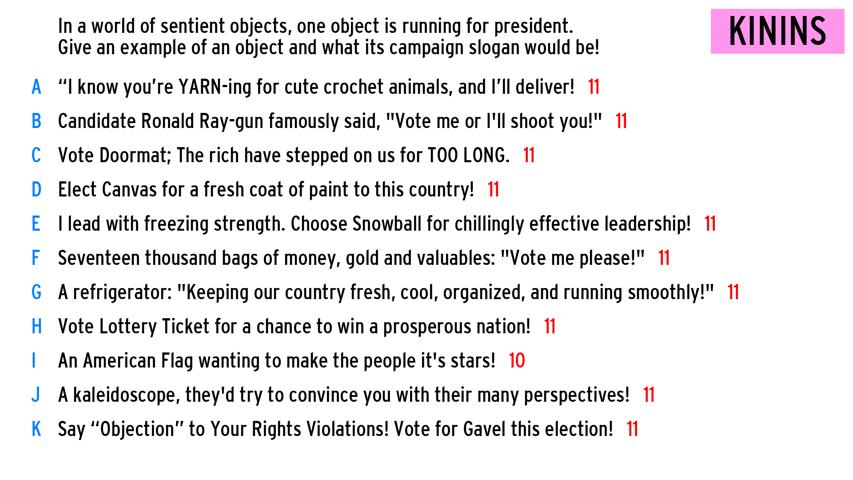 In a world of sentient objects, one object is running for president.
Give an example of an object and what its campaign slogan would be!
KININS
A “I know you’re YARN-ing for cute crochet animals, and I’ll deliver! 11
B Candidate Ronald Ray-gun famously said, "Vote me or I'll shoot you!" 11
C Vote Doormat; The rich have stepped on us for TOO LONG. 11
D Elect Canvas for a fresh coat of paint to this country! 11
E I lead with freezing strength. Choose Snowball for chillingly effective leadership! 11
F Seventeen thousand bags of money, gold and valuables: "Vote me please!" 11
G A refrigerator: "Keeping our country fresh, cool, organized, and running smoothly!" 11
H Vote Lottery Ticket for a chance to win a prosperous nation! 11
I An American Flag wanting to make the people it's stars! 10
J A kaleidoscope, they'd try to convince you with their many perspectives! 11
K Say “Objection” to Your Rights Violations! Vote for Gavel this election! 11